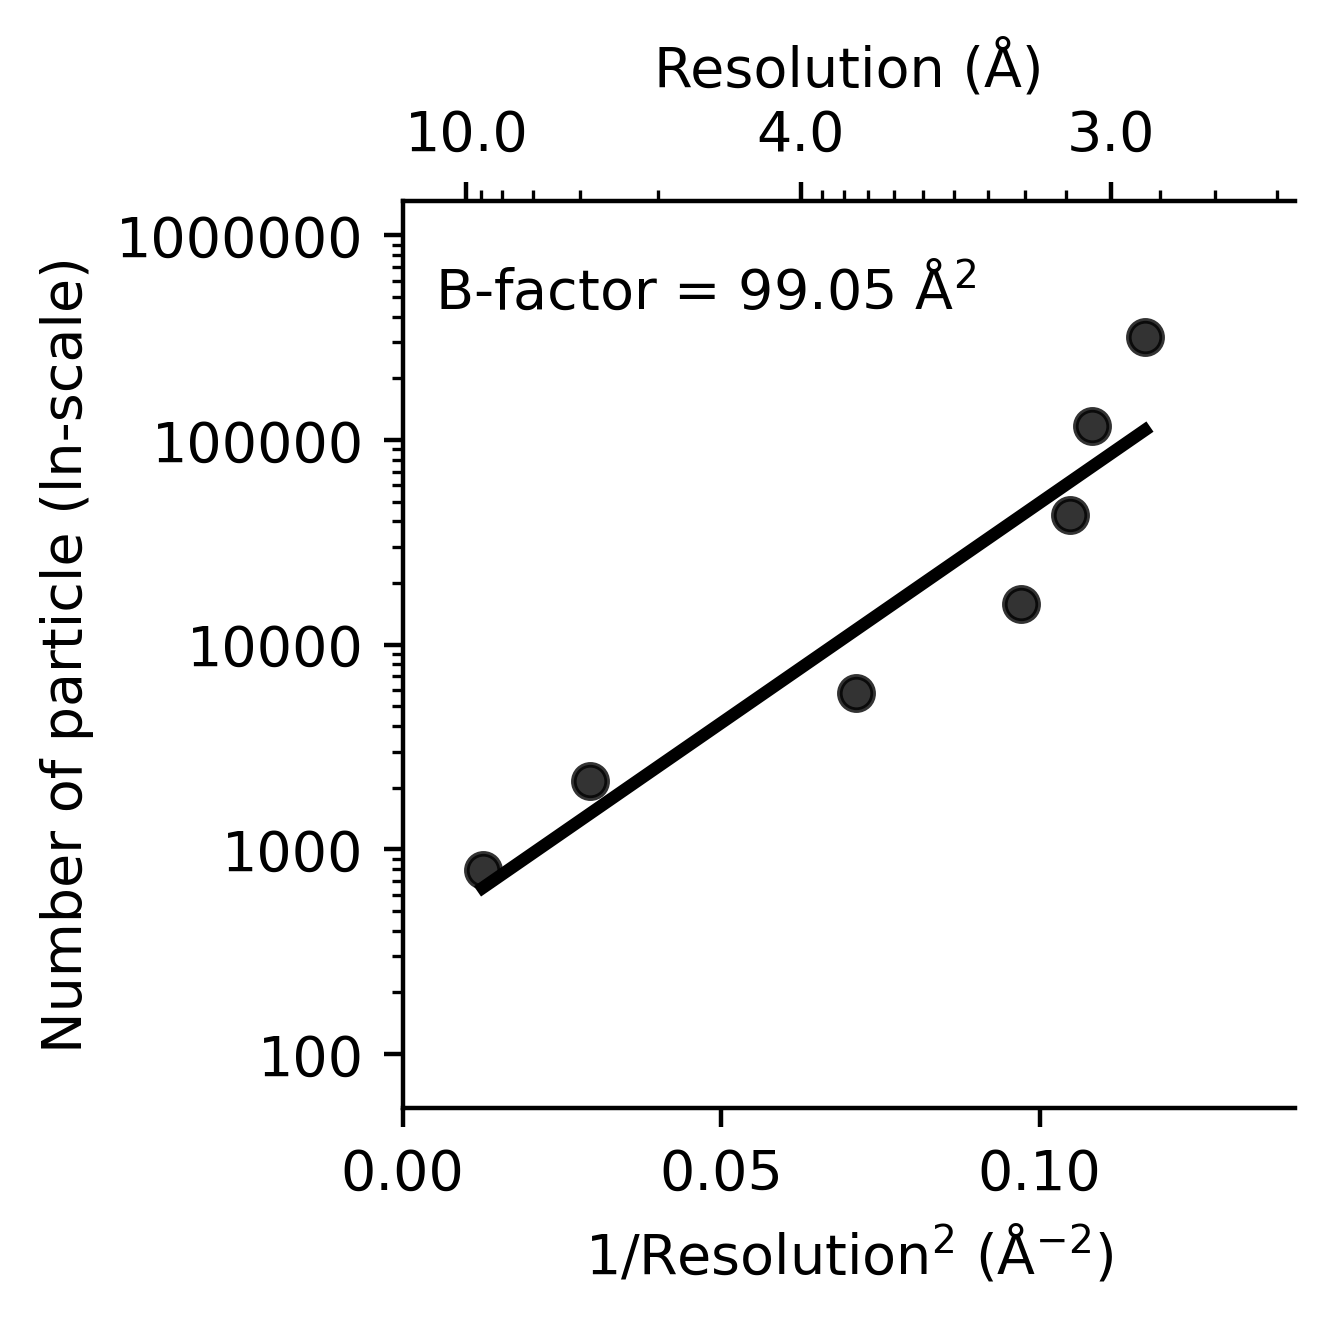 Resolution (Å)
10.0 4.0 3.0
B-factor = 99.05 Å²
Number of particle (ln-scale)
1000000
100000
10000
1000
100
0.00 0.05 0.10
1/Resolution² (Å⁻²)